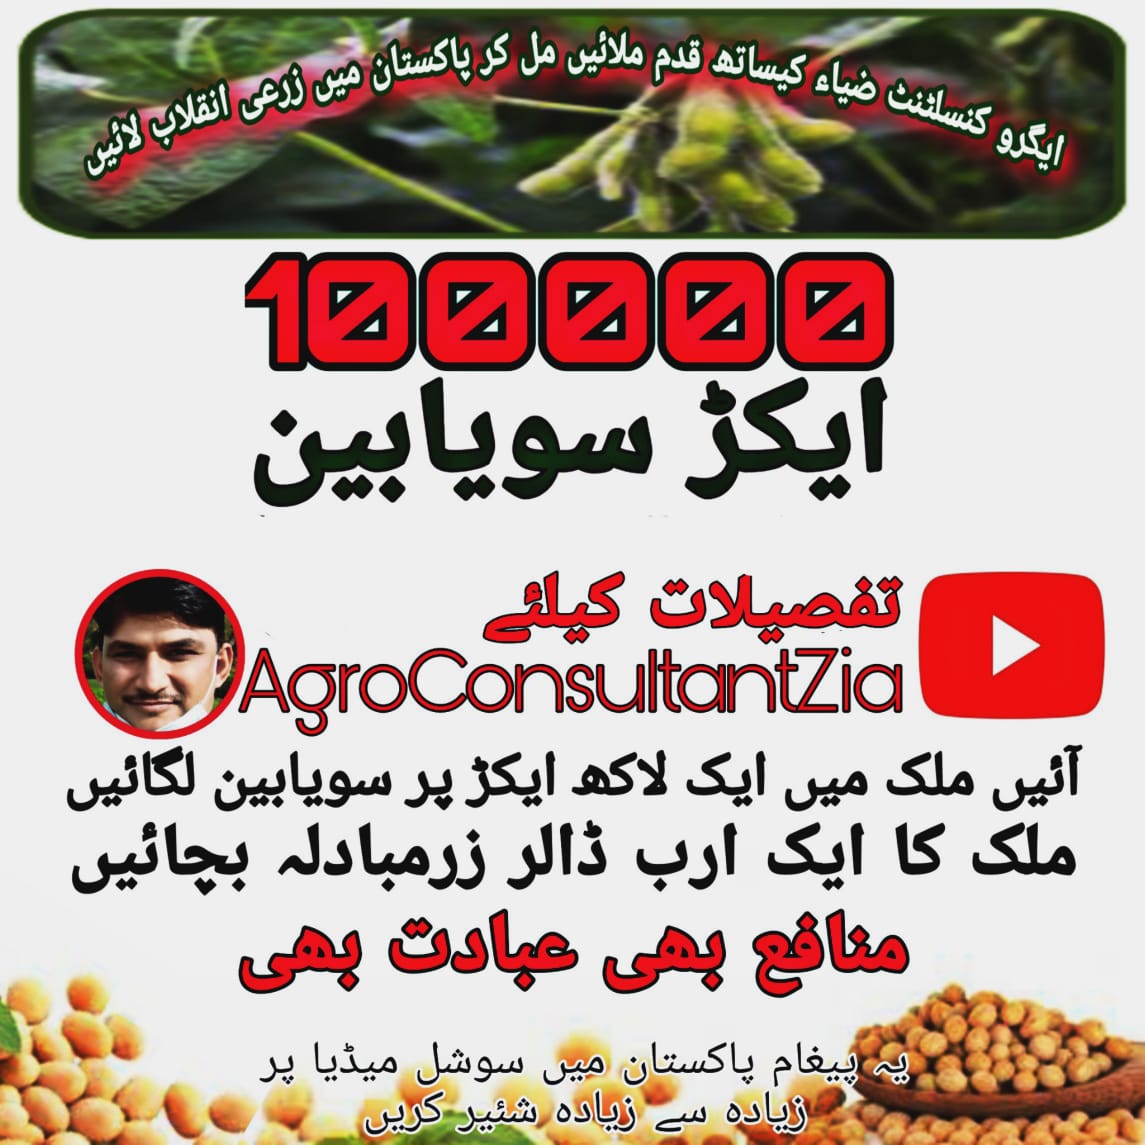 ایگرو کنسلٹنٹ ضیاء کیساتھ قدم ملائیں مل کر پاکستان میں زرعی انقلاب لائیں
100000
ایکڑ سویابین
تفصیلات کیلئے
AgroConsultantZia
آئیں ملک میں ایک لاکھ ایکڑ پر سویابین لگائیں
ملک کا ایک ارب ڈالر زرمبادلہ بچائیں
منافع بھی عبادت بھی
یہ پیغام پاکستان میں سوشل میڈیا پر
زیادہ سے زیادہ شئیر کریں